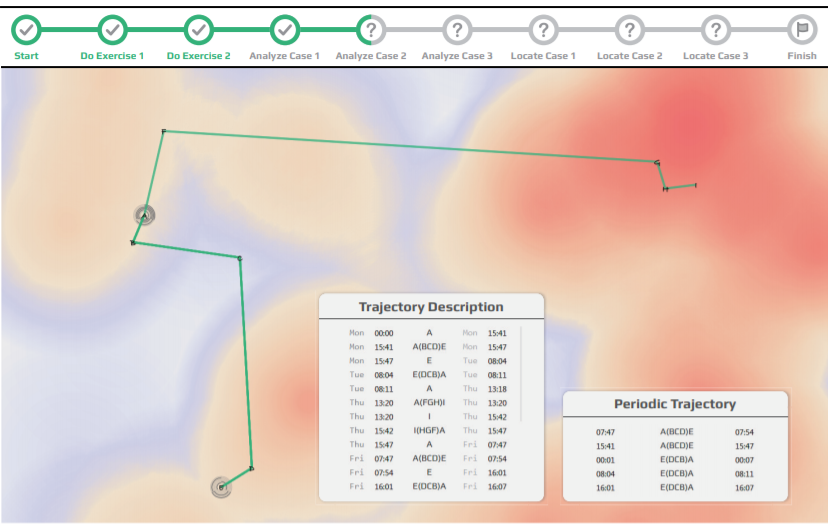 Start Do Exercise 1 Do Exercise 2 Analyze Case 1 Analyze Case 2 Analyze Case 3 Locate Case 1 Locate Case 2 Locate Case 3 Finish
F
G
H I
A
B
C
D
Trajectory Description
Mon 00:00 A Mon 15:41
Mon 15:41 A(BCD)E Mon 15:47
Mon 15:47 E Tue 08:04
Tue 08:04 E(DCB)A Tue 08:11
Tue 08:11 A Thu 13:18
Thu 13:20 A(FGH)I Thu 13:20
Thu 13:20 I Thu 15:42
Thu 15:42 I(HGF)A Thu 15:47
Thu 15:47 A Fri 07:47
Fri 07:47 A(BCD)E Fri 07:54
Fri 07:54 E Fri 16:01
Fri 16:01 E(DCB)A Fri 16:07
Periodic Trajectory
07:47 A(BCD)E 07:54
15:41 A(BCD)E 15:47
00:01 E(DCB)A 00:07
08:04 E(DCB)A 08:11
16:01 E(DCB)A 16:07